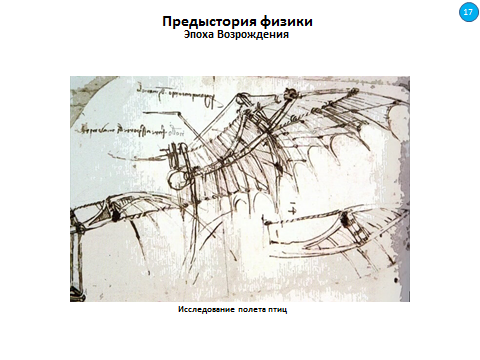 17
Предыстория физики
Эпоха Возрождения
Исследование полета птиц